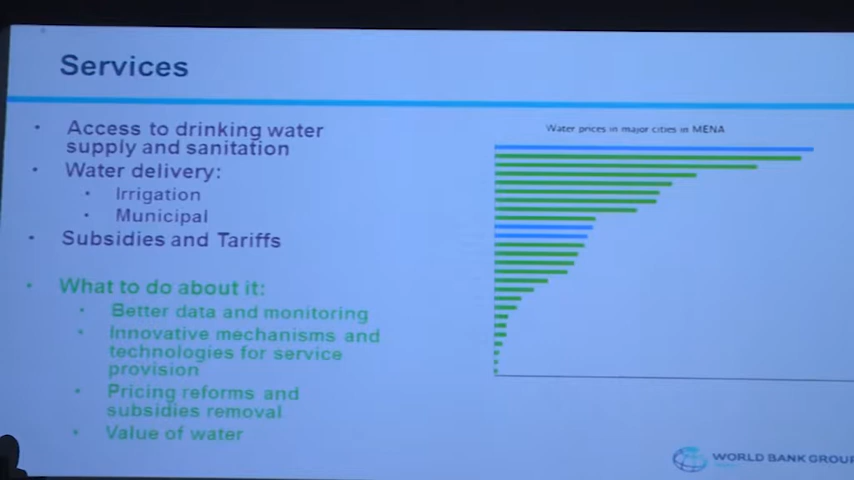 Services
• Access to drinking water
supply and sanitation
• Water delivery:
• Irrigation
• Municipal
• Subsidies and Tariffs
• What to do about it:
• Better data and monitoring
• Innovative mechanisms and
technologies for service
provision
• Pricing reforms and
subsidies removal
• Value of water
Water prices in major cities in MENA
WORLD BANK GROUP